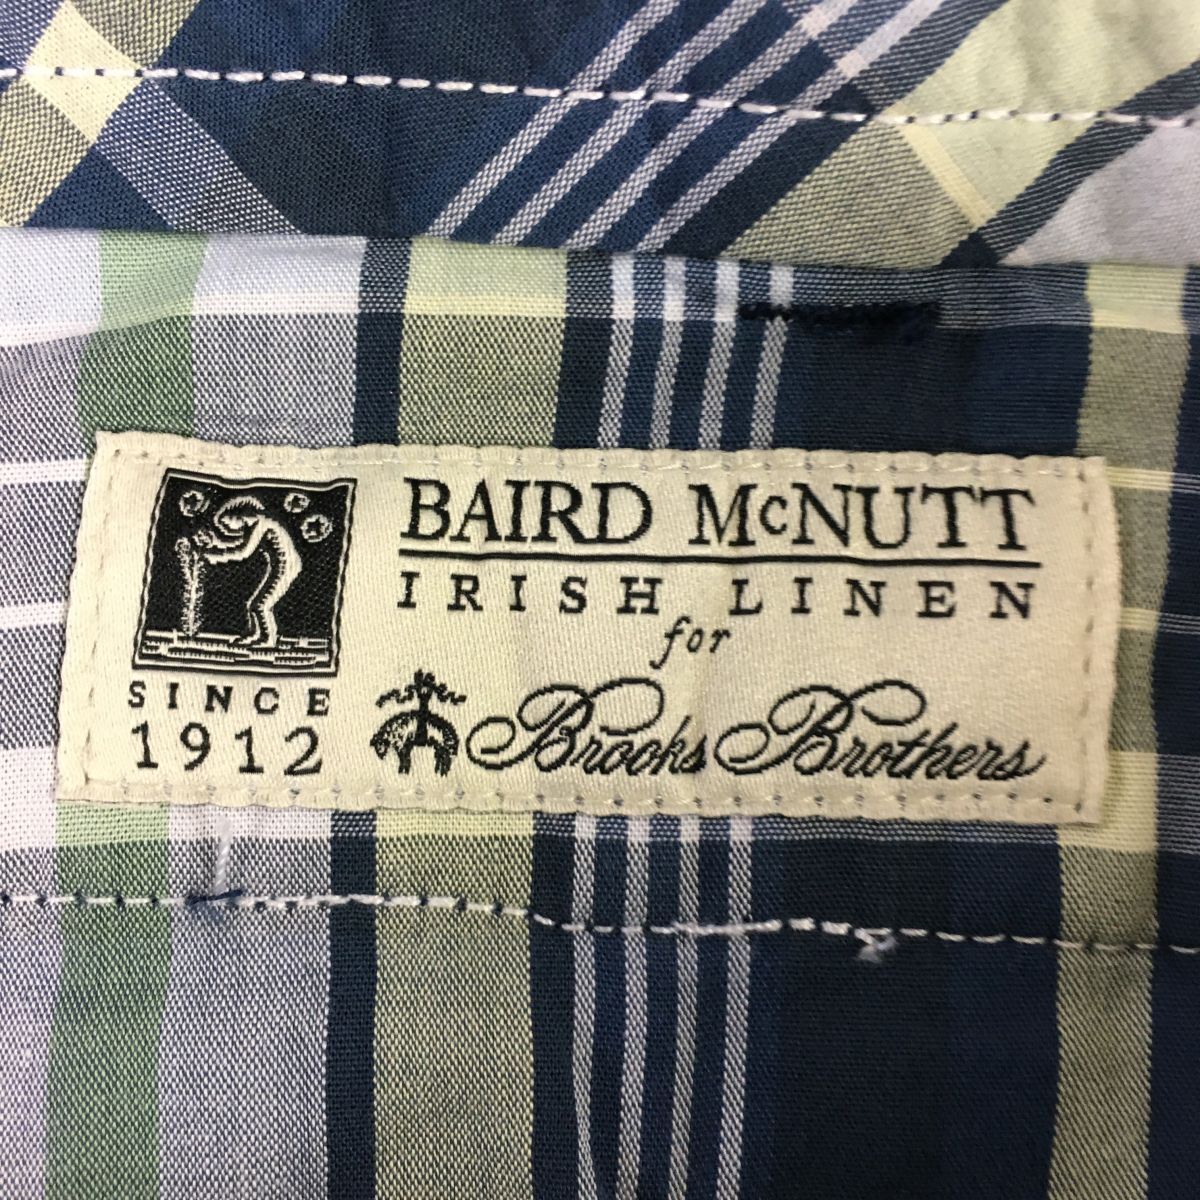 BAIRD McNUTT
IRISH LINEN
for
Brooks Brothers
SINCE
1912